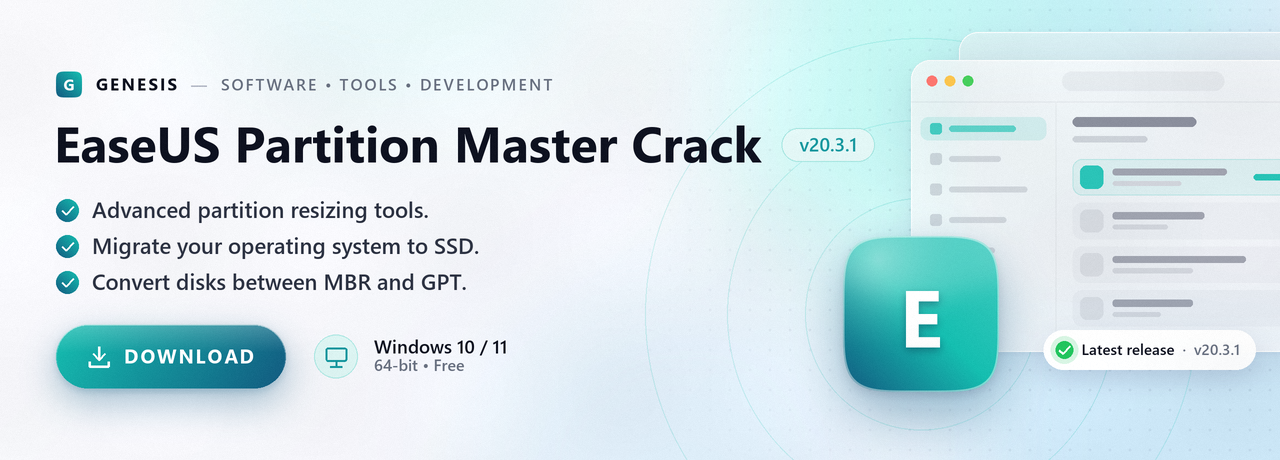 G GENESIS — SOFTWARE • TOOLS • DEVELOPMENT
EaseUS Partition Master Crack v20.3.1
Advanced partition resizing tools.
Migrate your operating system to SSD.
Convert disks between MBR and GPT.
DOWNLOAD
Windows 10 / 11
64-bit • Free
E
Latest release · v20.3.1